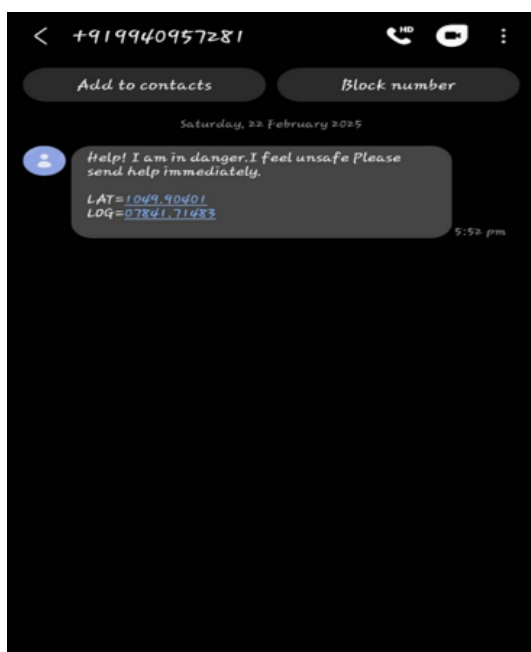 +919940957281
HD
Add to contacts
Block number
Saturday, 22 February 2025
Help! I am in danger.I feel unsafe Please
send help immediately.
LAT=1049.90401
LOG=07841.71483
5:52 pm